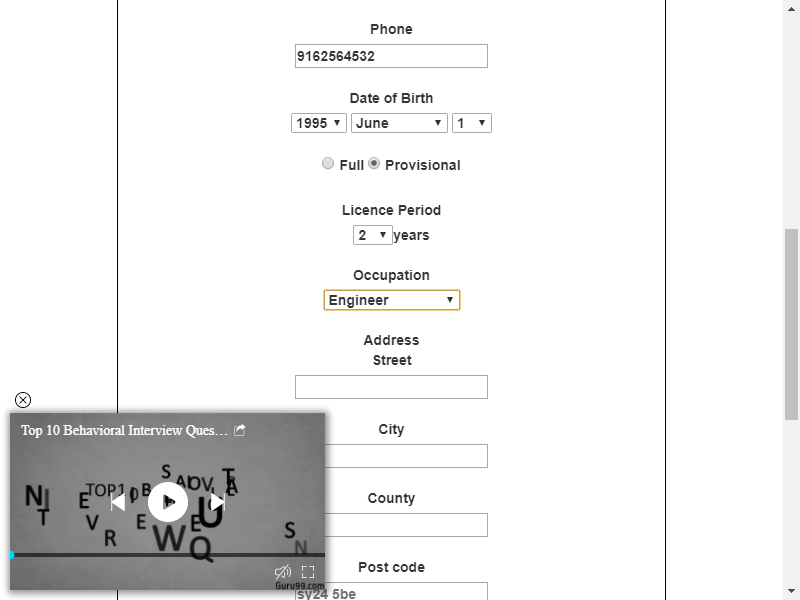 Phone
9162564532
Date of Birth
1995 June 1
Full Provisional
Licence Period
2 years
Occupation
Engineer
Address
Street
City
County
Post code
sy24 5be
Top 10 Behavioral Interview Ques...
TOP10
Guru99.com